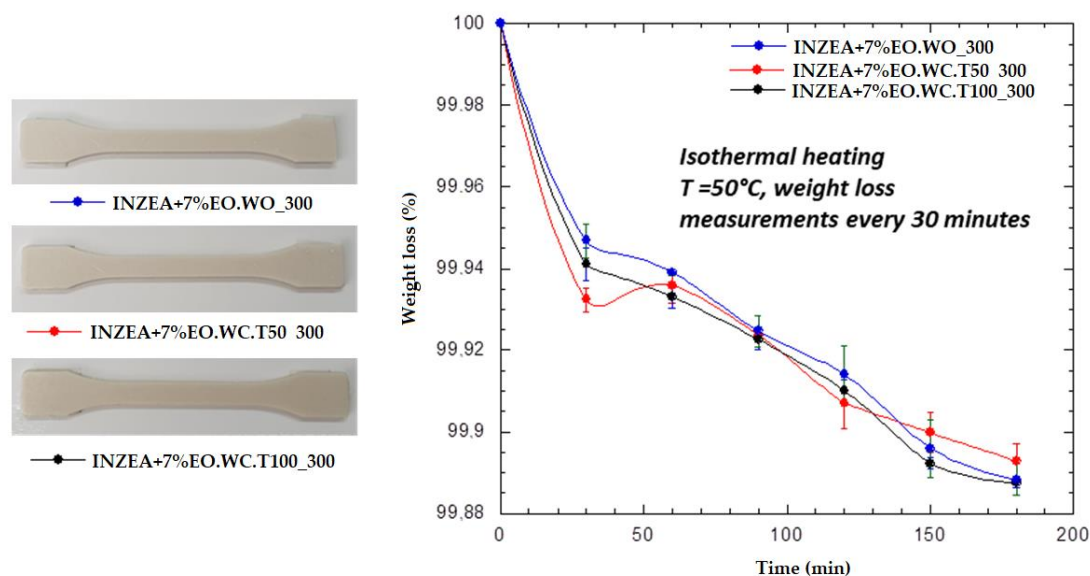 INZEA+7%EO.WO_300
INZEA+7%EO.WC.T50 300
INZEA+7%EO.WC.T100_300
Weight loss (%)
100
99.98
99.96
99.94
99,92
99,9
99,88
0
50
100
150
200
Time (min)
INZEA+7%EO.WO_300
INZEA+7%EO.WC.T50 300
INZEA+7%EO.WC.T100_300
Isothermal heating
T =50°C, weight loss
measurements every 30 minutes